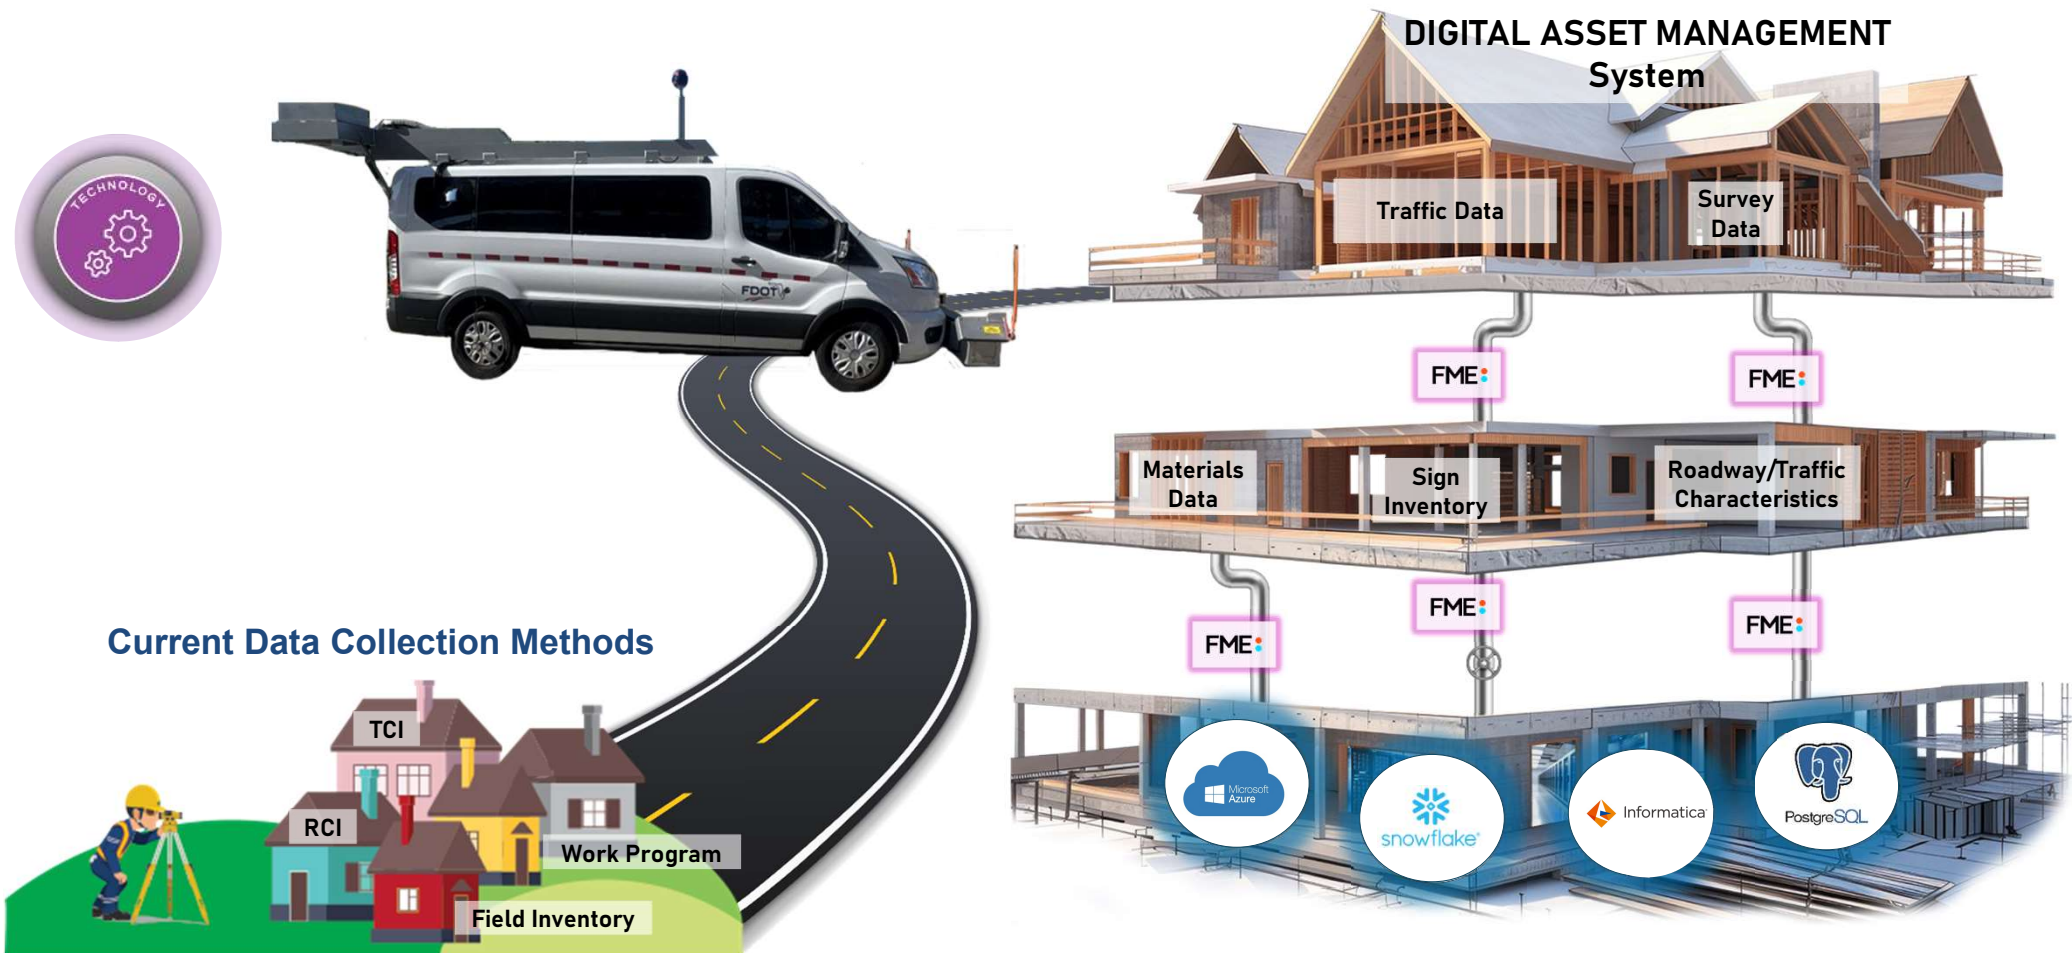 DIGITAL ASSET MANAGEMENT
System
TECHNOLOGY
FDOT
Traffic Data
Survey
Data
FME
FME
Materials
Data
Sign
Inventory
Roadway/Traffic
Characteristics
FME
FME
FME
Current Data Collection Methods
TCI
RCI
Work Program
Field Inventory
Microsoft
Azure
snowflake
Informatica
PostgreSQL